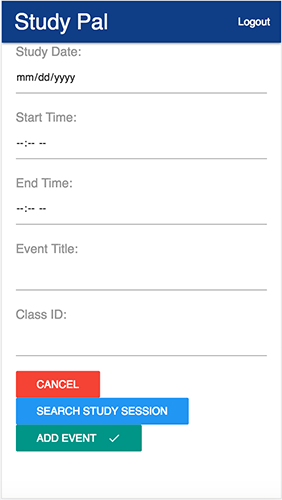 Study Pal Logout
Study Date:
mm/dd/yyyy
Start Time:
--:-- --
End Time:
--:-- --
Event Title:
Class ID:
CANCEL
SEARCH STUDY SESSION
ADD EVENT